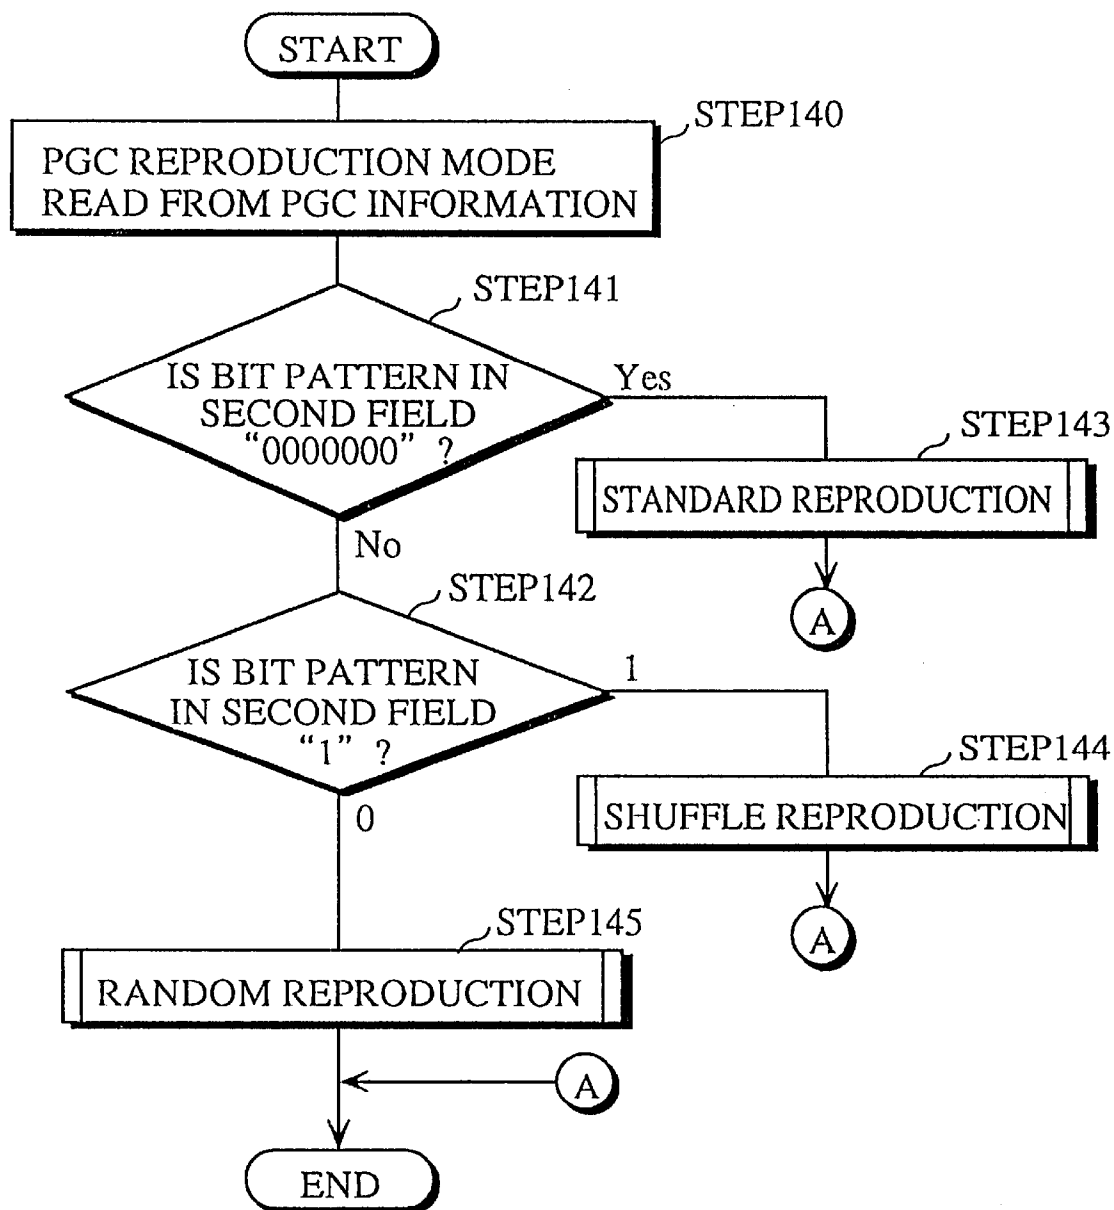 START
STEP140
PGC REPRODUCTION MODE
READ FROM PGC INFORMATION
STEP141
IS BIT PATTERN IN
SECOND FIELD
“0000000” ?
Yes
No
STEP143
STANDARD REPRODUCTION
A
STEP142
IS BIT PATTERN
IN SECOND FIELD
“1” ?
1
0
STEP144
SHUFFLE REPRODUCTION
A
STEP145
RANDOM REPRODUCTION
A
END